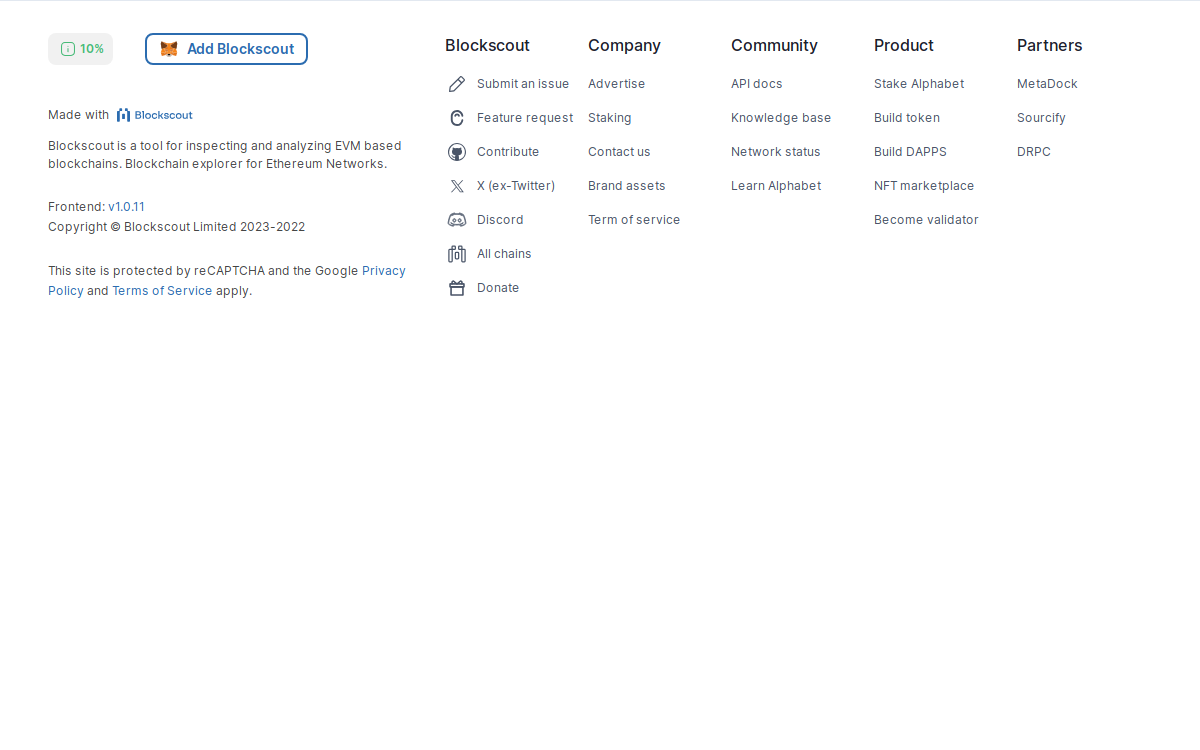 10%
Add Blockscout
Made with Blockscout
Blockscout is a tool for inspecting and analyzing EVM based
blockchains. Blockchain explorer for Ethereum Networks.
Frontend: v1.0.11
Copyright © Blockscout Limited 2023-2022
This site is protected by reCAPTCHA and the Google Privacy
Policy and Terms of Service apply.
Blockscout
Submit an issue
Feature request
Contribute
X (ex-Twitter)
Discord
All chains
Donate
Company
Advertise
Staking
Contact us
Brand assets
Term of service
Community
API docs
Knowledge base
Network status
Learn Alphabet
Product
Stake Alphabet
Build token
Build DAPPS
NFT marketplace
Become validator
Partners
MetaDock
Sourcify
DRPC